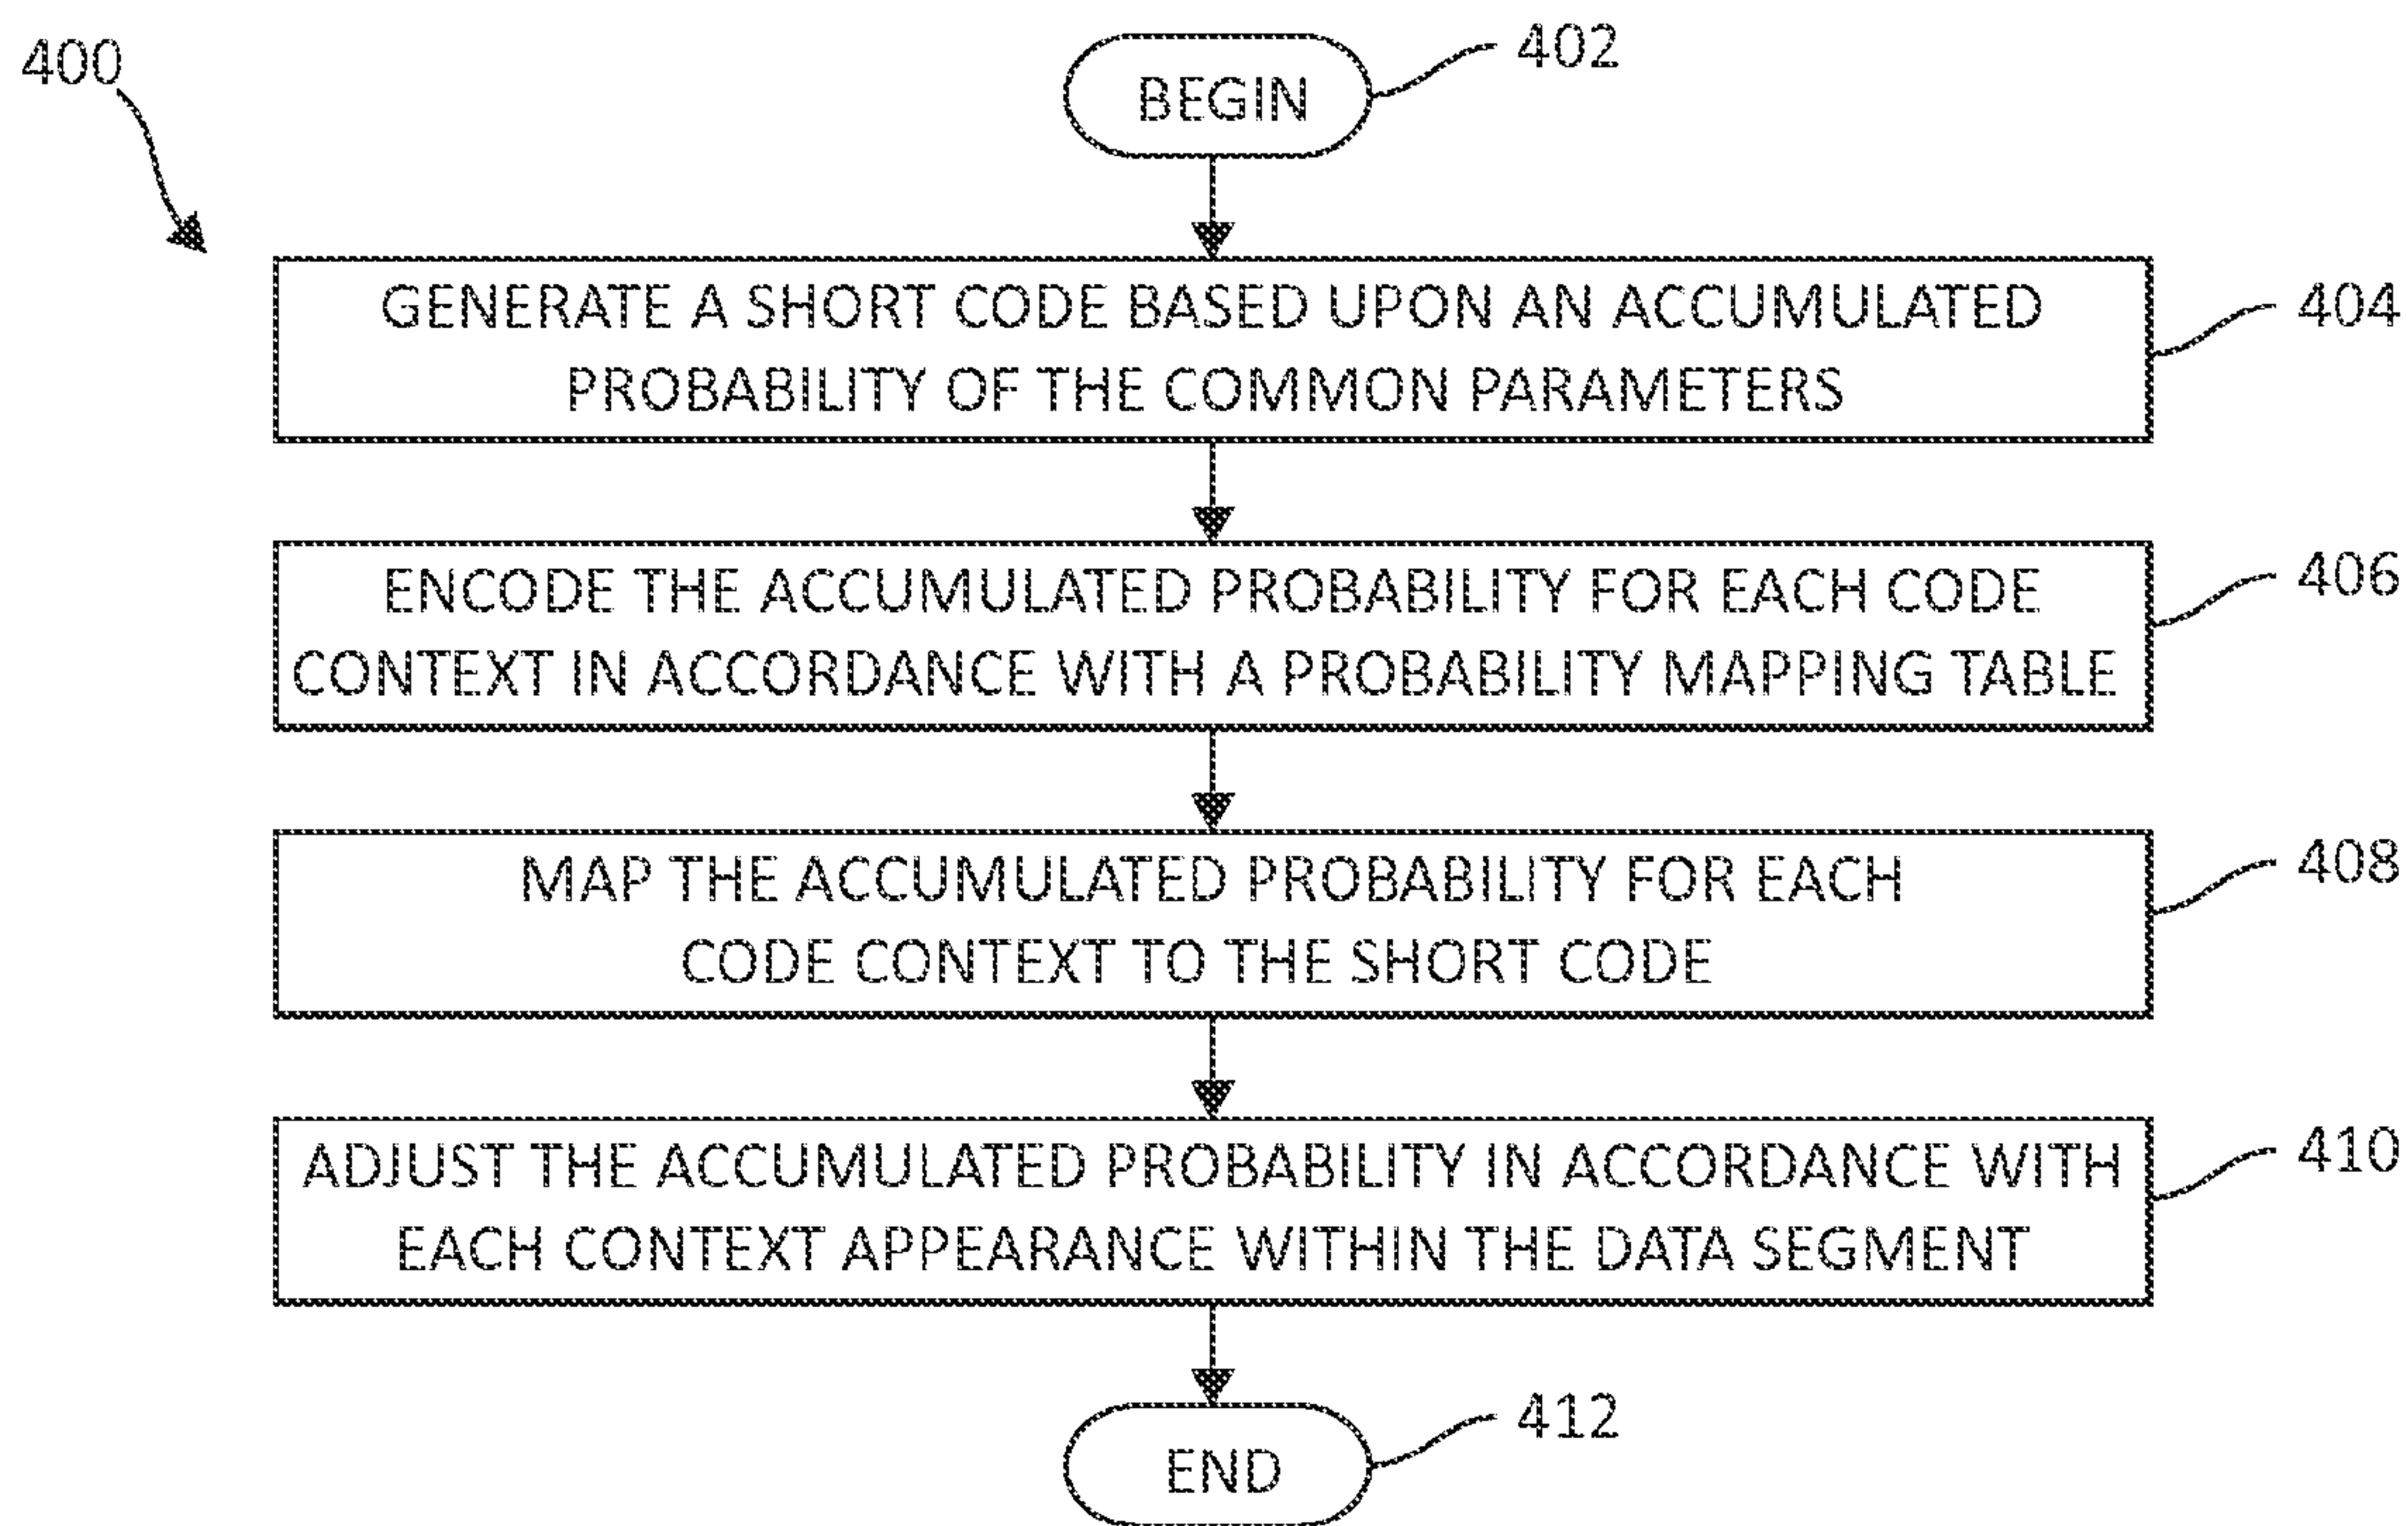 400
BEGIN
402
GENERATE A SHORT CODE BASED UPON AN ACCUMULATED
PROBABILITY OF THE COMMON PARAMETERS
404
ENCODE THE ACCUMULATED PROBABILITY FOR EACH CODE
CONTEXT IN ACCORDANCE WITH A PROBABILITY MAPPING TABLE
406
MAP THE ACCUMULATED PROBABILITY FOR EACH
CODE CONTEXT TO THE SHORT CODE
408
ADJUST THE ACCUMULATED PROBABILITY IN ACCORDANCE WITH
EACH CONTEXT APPEARANCE WITHIN THE DATA SEGMENT
410
END
412